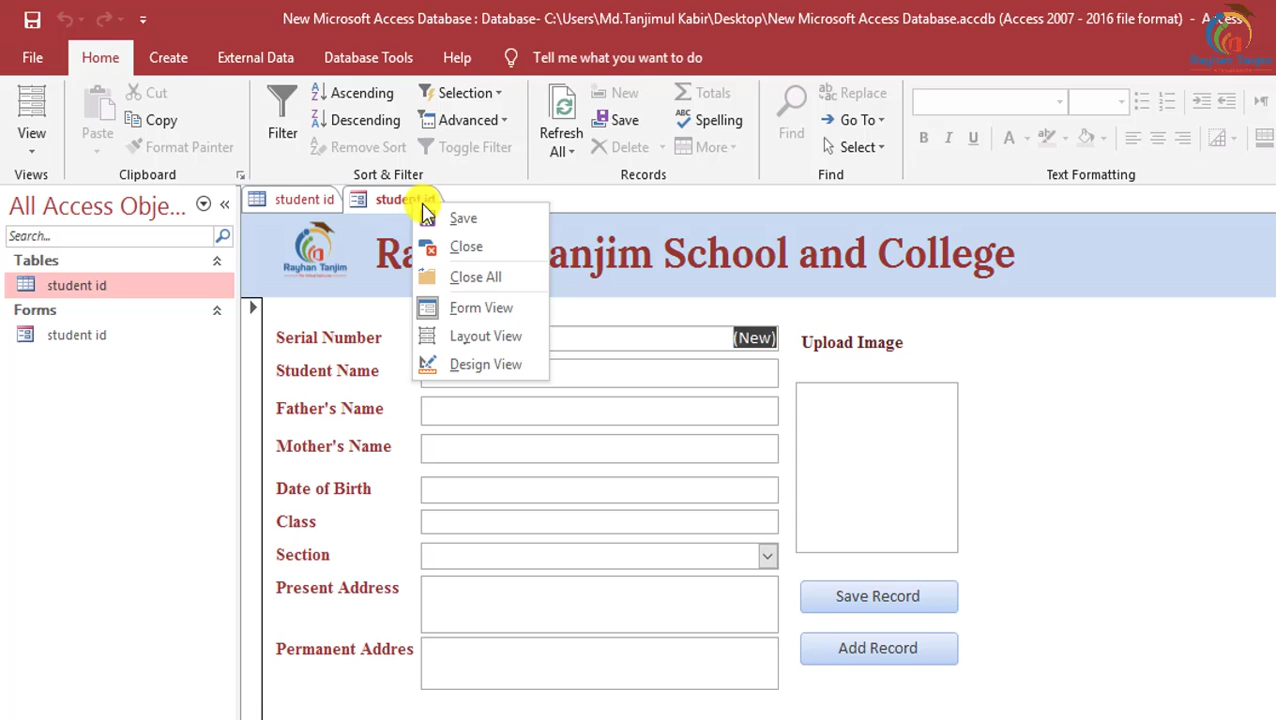 New Microsoft Access Database : Database- C:\Users\Md.Tanjimul Kabir\Desktop\New Microsoft Access Database.accdb (Access 2007 - 2016 file format) -
Rayhan Tanjim
File Home Create External Data Database Tools Help Tell me what you want to do
View
Paste
Cut
Copy
Format Painter
Filter
Ascending
Descending
Remove Sort
Selection
Advanced
Toggle Filter
Refresh
All
New
Save
Delete
Totals
Spelling
More
Find
Replace
Go To
Select
B I U A
Views Clipboard Sort & Filter Records Find Text Formatting
All Access Obje...
Search...
Tables
student id
Forms
student id
student id
student id
Save
Close
Close All
Form View
Layout View
Design View
Rayhan Tanjim
Tanjim School and College
Serial Number (New)
Student Name
Father's Name
Mother's Name
Date of Birth
Class
Section
Present Address
Permanent Addres
Upload Image
Save Record
Add Record